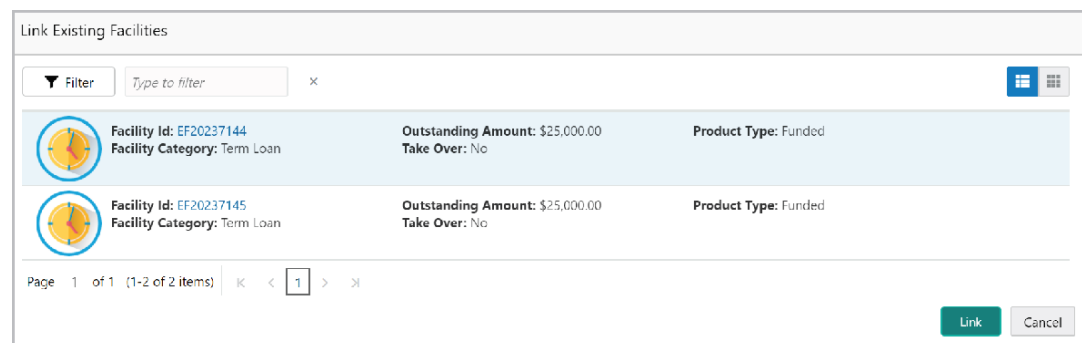 Link Existing Facilities
Filter Type to filter ×
Facility Id: EF20237144 Outstanding Amount: $25,000.00 Product Type: Funded
Facility Category: Term Loan Take Over: No
Facility Id: EF20237145 Outstanding Amount: $25,000.00 Product Type: Funded
Facility Category: Term Loan Take Over: No
Page 1 of 1 (1-2 of 2 items) 1
Link Cancel